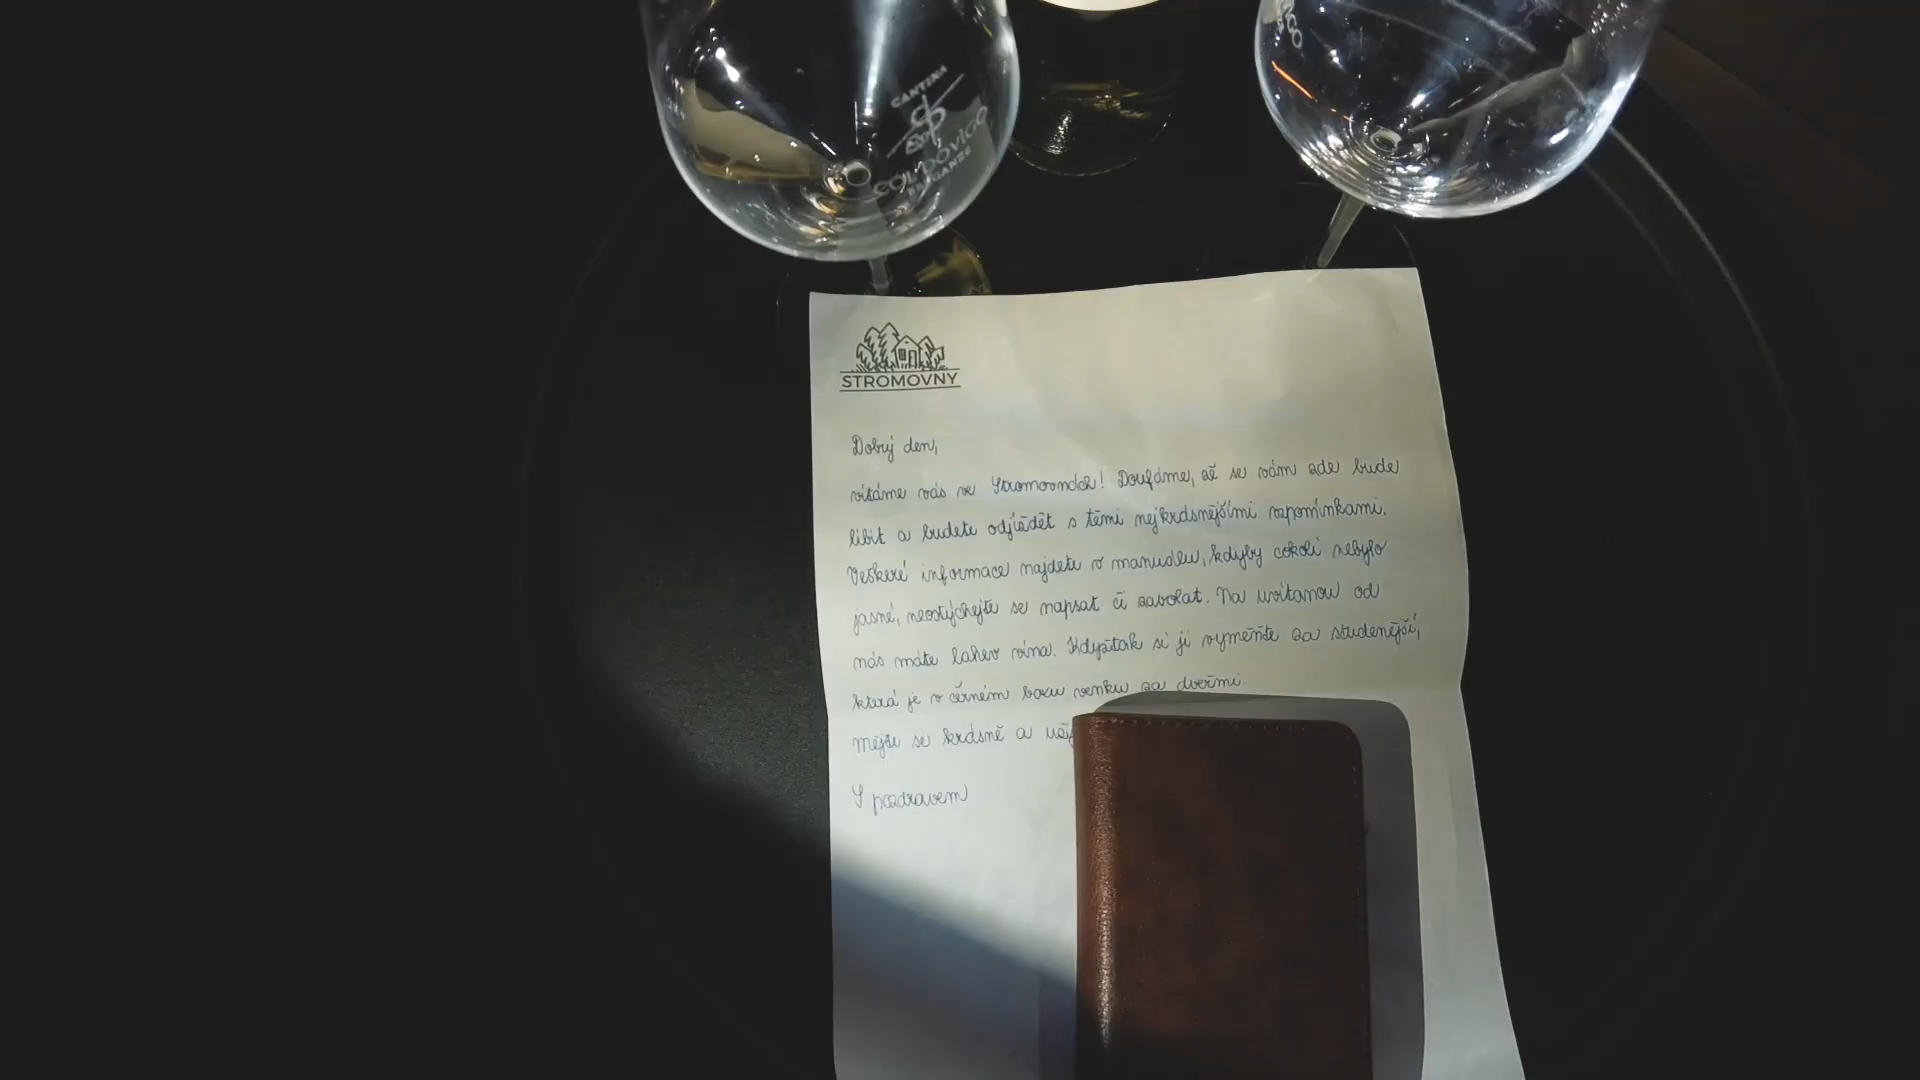 CANTINA
COL DOVÍGO
BREGANZE
STROMOVNY
Dobrý den,
vítáme vás ve Stromovnách! Doufáme, že se vám zde bude
líbit a budete odjíždět s těmi nejkrásnějšími vzpomínkami.
Veškeré informace najdete v manuálu, kdyby cokoli nebylo
jasné, neostýchejte se napsat či zavolat. Na uvítanou od
nás máte lahev vína. Kdyžtak si ji vyměňte za studenější,
která je v černém boxu venku za dveřmi.
Mějte se krásně a
S pozdravem